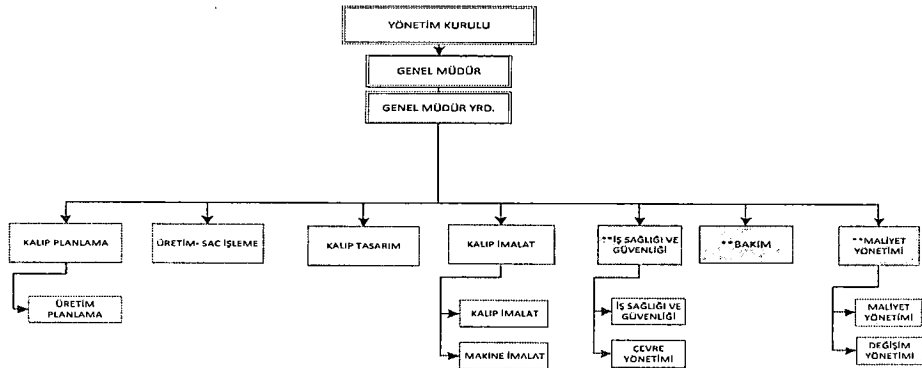 YÖNETİM KURULU
GENEL MÜDÜR
GENEL MÜDÜR YRD.
KALIP PLANLAMA
ÜRETİM- SAC İŞLEME
KALIP TASARIM
KALIP İMALAT
**İŞ SAĞLIĞI VE
GÜVENLİĞİ
**BAKIM
**MALİYET
YÖNETİMİ
ÜRETİM
PLANLAMA
KALIP İMALAT
MAKİNE İMALAT
İŞ SAĞLIĞI VE
GÜVENLİĞİ
ÇEVRE
YÖNETİMİ
MALİYET
YÖNETİMİ
DEĞİŞİM
YÖNETİMİ